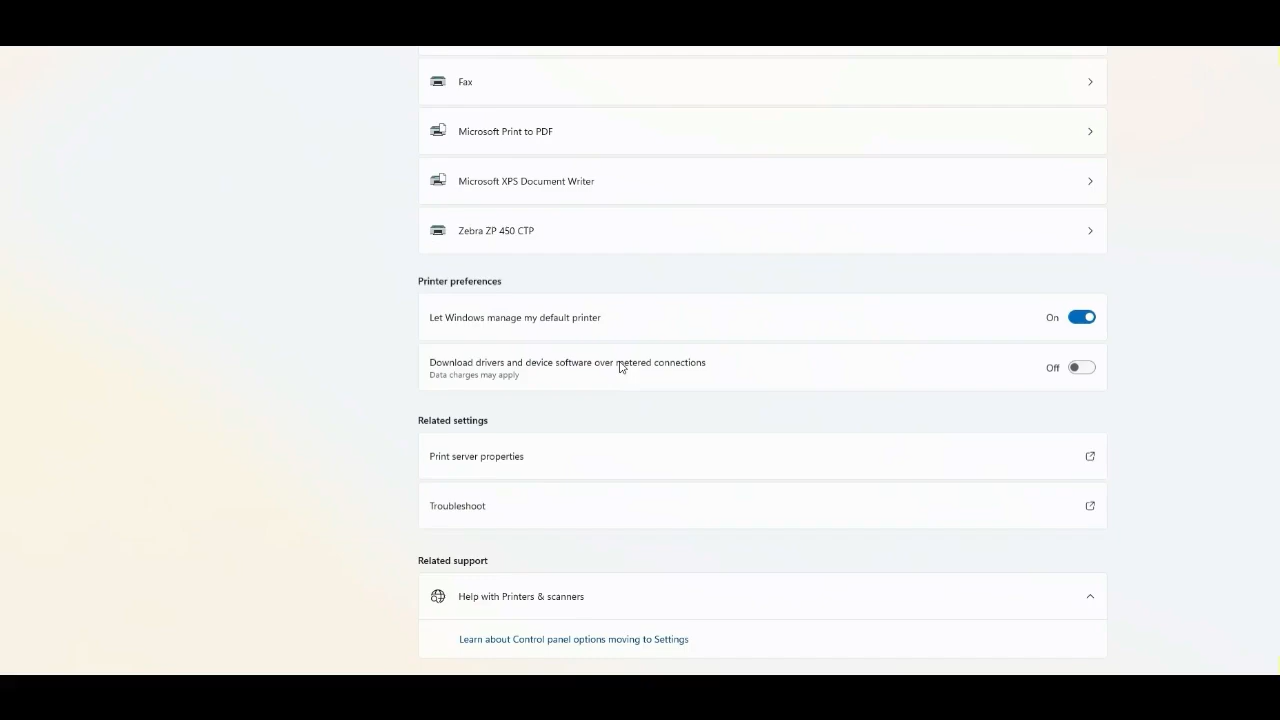 Fax
Microsoft Print to PDF
Microsoft XPS Document Writer
Zebra ZP 450 CTP
Printer preferences
Let Windows manage my default printer
On
Download drivers and device software over metered connections
Data charges may apply
Off
Related settings
Print server properties
Troubleshoot
Related support
Help with Printers & scanners
Learn about Control panel options moving to Settings